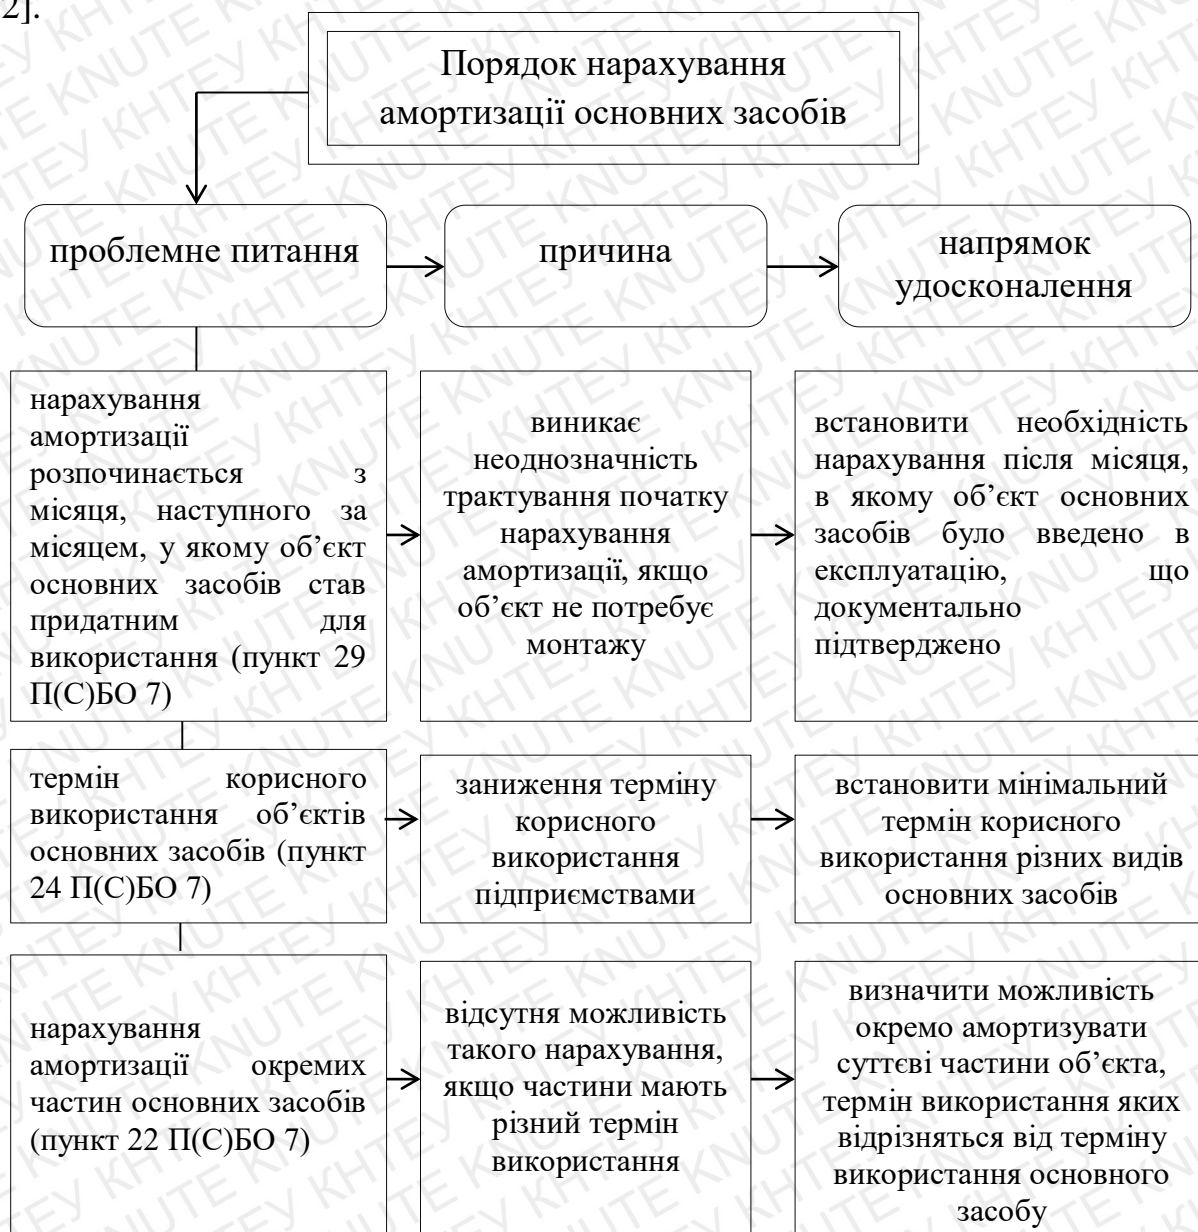 2].
Порядок нарахування
амортизації основних засобів
проблемне питання
причина
напрямок
удосконалення
нарахування
амортизації
розпочинається з
місяця, наступного за
місяцем, у якому об’єкт
основних засобів став
придатним для
використання (пункт 29
П(С)БО 7)
виникає
неоднозначність
трактування початку
нарахування
амортизації, якщо
об’єкт не потребує
монтажу
встановити необхідність
нарахування після місяця,
в якому об’єкт основних
засобів було введено в
експлуатацію, що
документально
підтверджено
термін корисного
використання об’єктів
основних засобів (пункт
24 П(С)БО 7)
заниження терміну
корисного
використання
підприємствами
встановити мінімальний
термін корисного
використання різних видів
основних засобів
нарахування
амортизації окремих
частин основних засобів
(пункт 22 П(С)БО 7)
відсутня можливість
такого нарахування,
якщо частини мають
різний термін
використання
визначити можливість
окремо амортизувати
суттєві частини об’єкта,
термін використання яких
відрізняться від терміну
використання основного
засобу